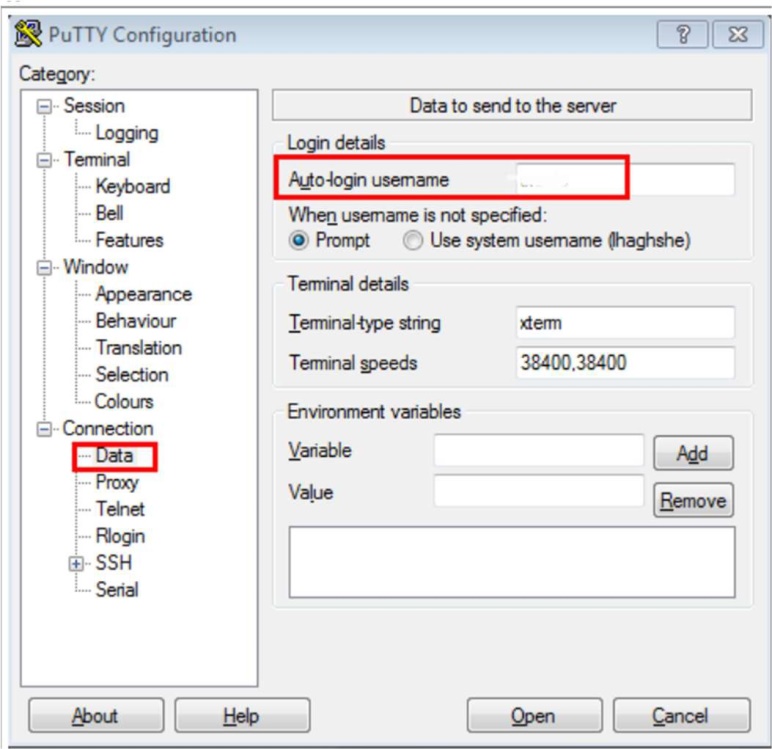 PuTTY Configuration
Category:
Session
Logging
Terminal
Keyboard
Bell
Features
Window
Appearance
Behaviour
Translation
Selection
Colours
Connection
Data
Proxy
Telnet
Rlogin
SSH
Serial
Data to send to the server
Login details
Auto-login username
When username is not specified:
Prompt Use system username (lhaghshe)
Terminal details
Terminal-type string xterm
Terminal speeds 38400,38400
Environment variables
Variable Add
Value Remove
About Help Open Cancel